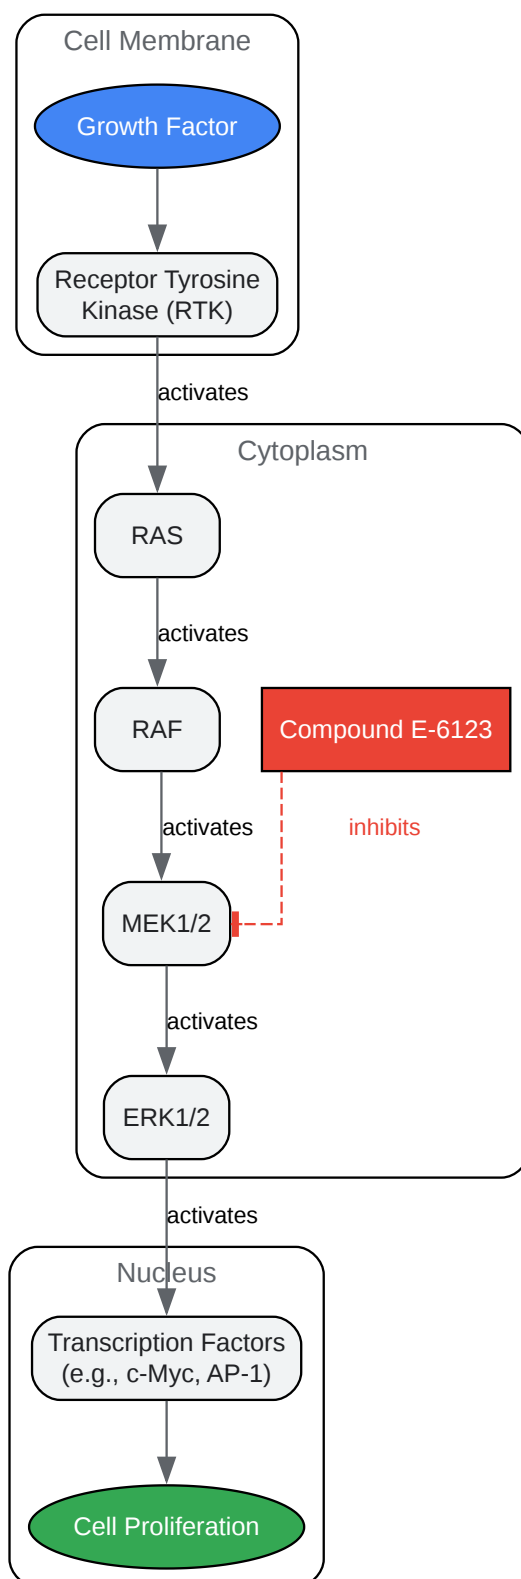 Cell Membrane
Growth Factor
Receptor Tyrosine
Kinase (RTK)
activates
Cytoplasm
RAS
activates
RAF
Compound E-6123
activates
inhibits
MEK1/2
activates
ERK1/2
activates
Nucleus
Transcription Factors
(e.g., c-Myc, AP-1)
Cell Proliferation